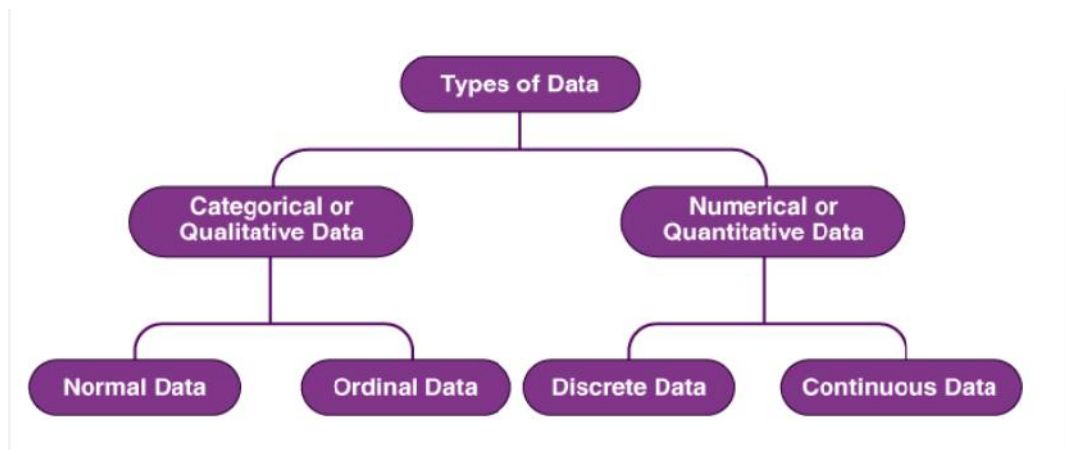 Types of Data
Categorical or
Qualitative Data
Numerical or
Quantitative Data
Normal Data
Ordinal Data
Discrete Data
Continuous Data